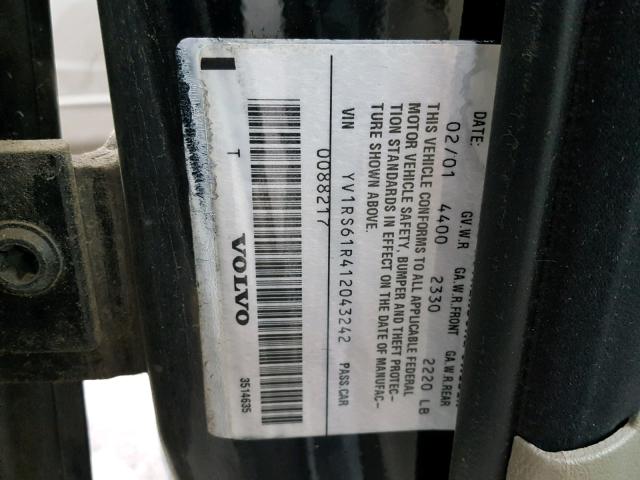 DATE: G.V.W.R G.A.W.R.FRONT G.A.W.R.REAR
02/01 4400 2330 2220 LB
THIS VEHICLE CONFORMS TO ALL APPLICABLE FEDERAL
MOTOR VEHICLE SAFETY, BUMPER AND THEFT PROTEC-
TION STANDARDS IN EFFECT ON THE DATE OF MANUFAC-
TURE SHOWN ABOVE.
VIN YV1RS61R412043242 PASS.CAR
0088217
T VOLVO 3514635